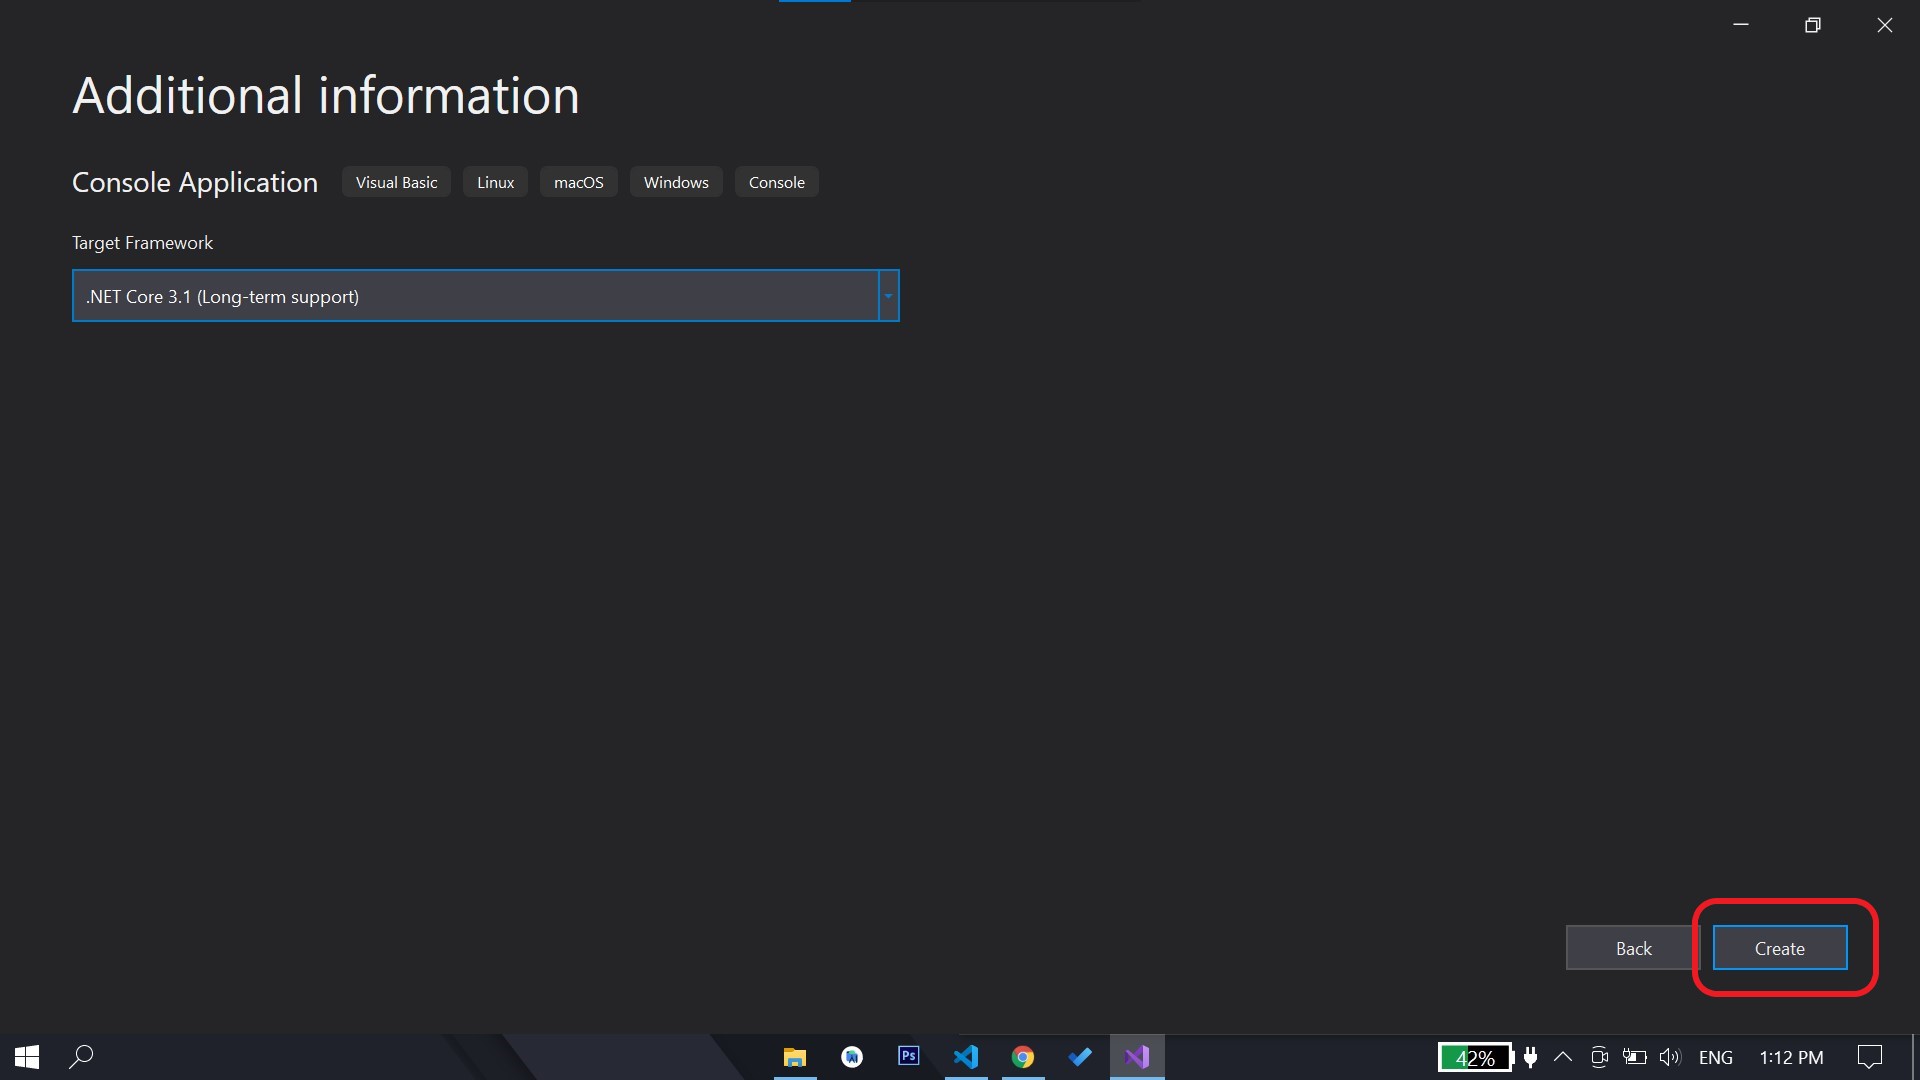 Additional information
Console Application Visual Basic Linux macOS Windows Console
Target Framework
.NET Core 3.1 (Long-term support)
Back Create
Ps 42% ENG 1:12 PM